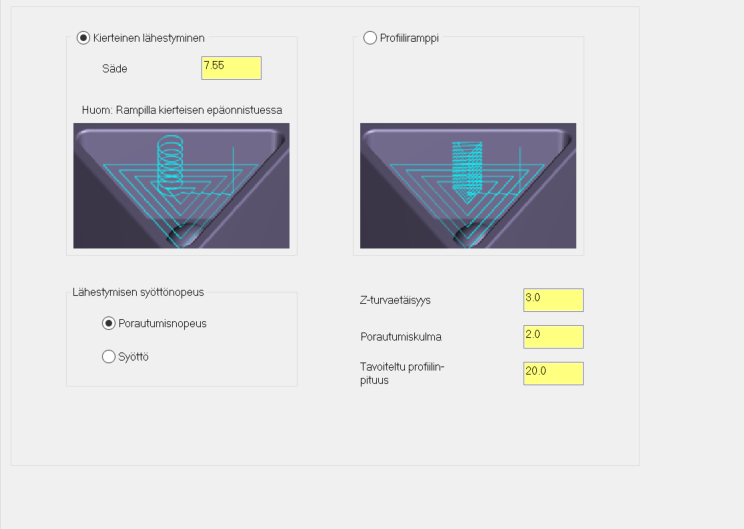 Kierteinen lähestyminen
Profiiliramppi
Säde
7.55
Huom: Rampilla kierteisen epäonnistuessa
Lähestymisen syöttönopeus
Porautumisnopeus
Syöttö
Z-turvaetäisyys
3.0
Porautumiskulma
2.0
Tavoiteltu profiilin-
pituus
20.0